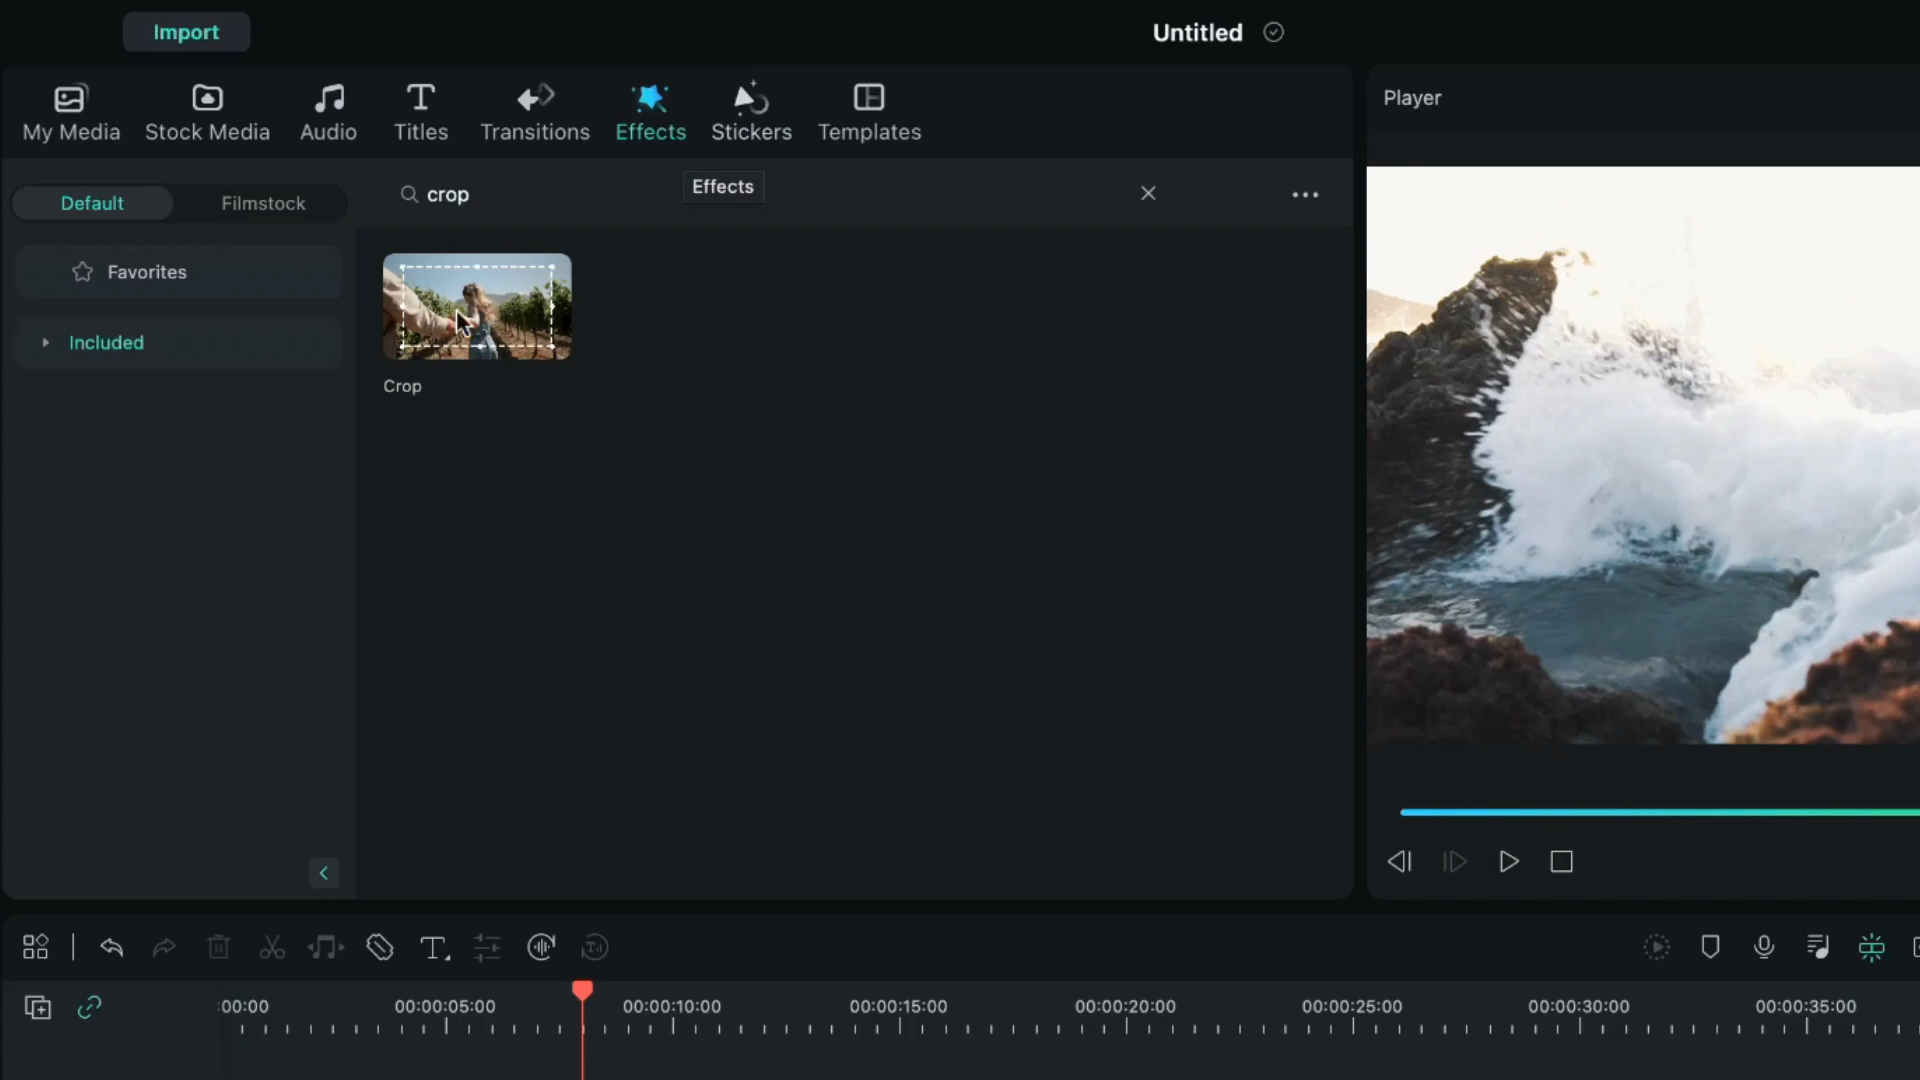 Import
Untitled
My Media
Stock Media
Audio
Titles
Transitions
Effects
Stickers
Templates
Player
Default
Filmstock
crop
Effects
Favorites
Included
Crop
:00:00
00:00:05:00
00:00:10:00
00:00:15:00
00:00:20:00
00:00:25:00
00:00:30:00
00:00:35:00